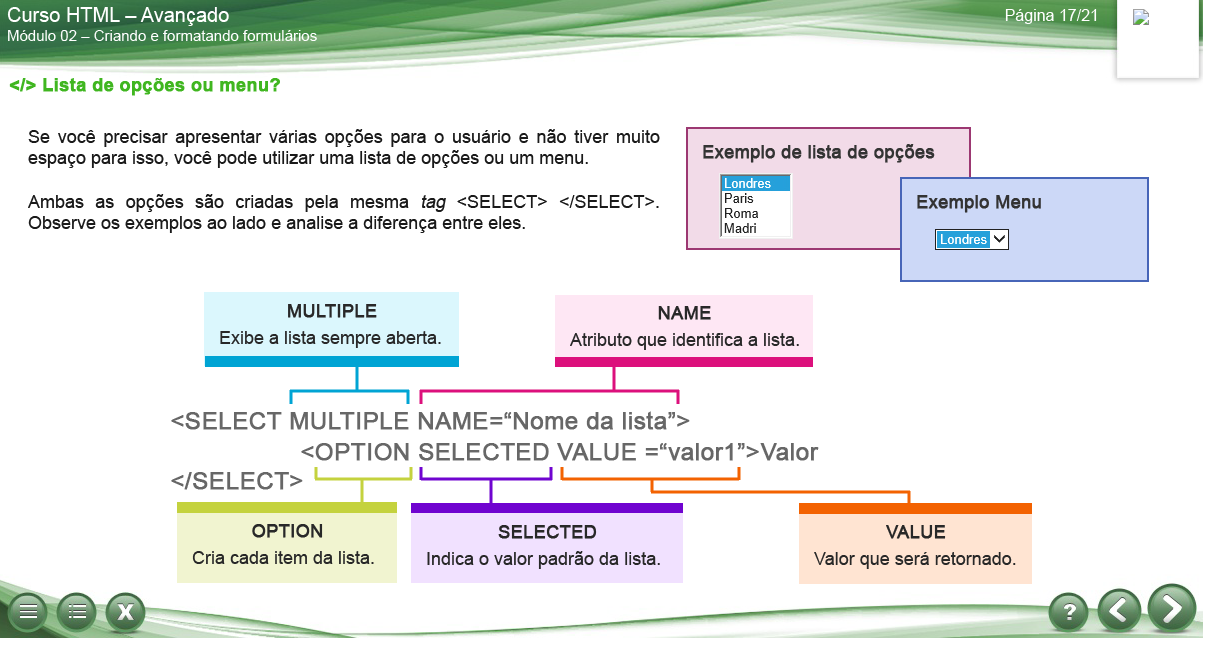 Curso HTML – Avançado
Página 17/21
Módulo 02 – Criando e formatando formulários
</> Lista de opções ou menu?
Se você precisar apresentar várias opções para o usuário e não tiver muito
espaço para isso, você pode utilizar uma lista de opções ou um menu.
Ambas as opções são criadas pela mesma tag <SELECT> </SELECT>.
Observe os exemplos ao lado e analise a diferença entre eles.
Exemplo de lista de opções
Londres
Paris
Roma
Madri
Exemplo Menu
Londres
MULTIPLE
Exibe a lista sempre aberta.
NAME
Atributo que identifica a lista.
<SELECT MULTIPLE NAME=“Nome da lista”>
<OPTION SELECTED VALUE =“valor1”>Valor
</SELECT>
OPTION
Cria cada item da lista.
SELECTED
Indica o valor padrão da lista.
VALUE
Valor que será retornado.
X
?